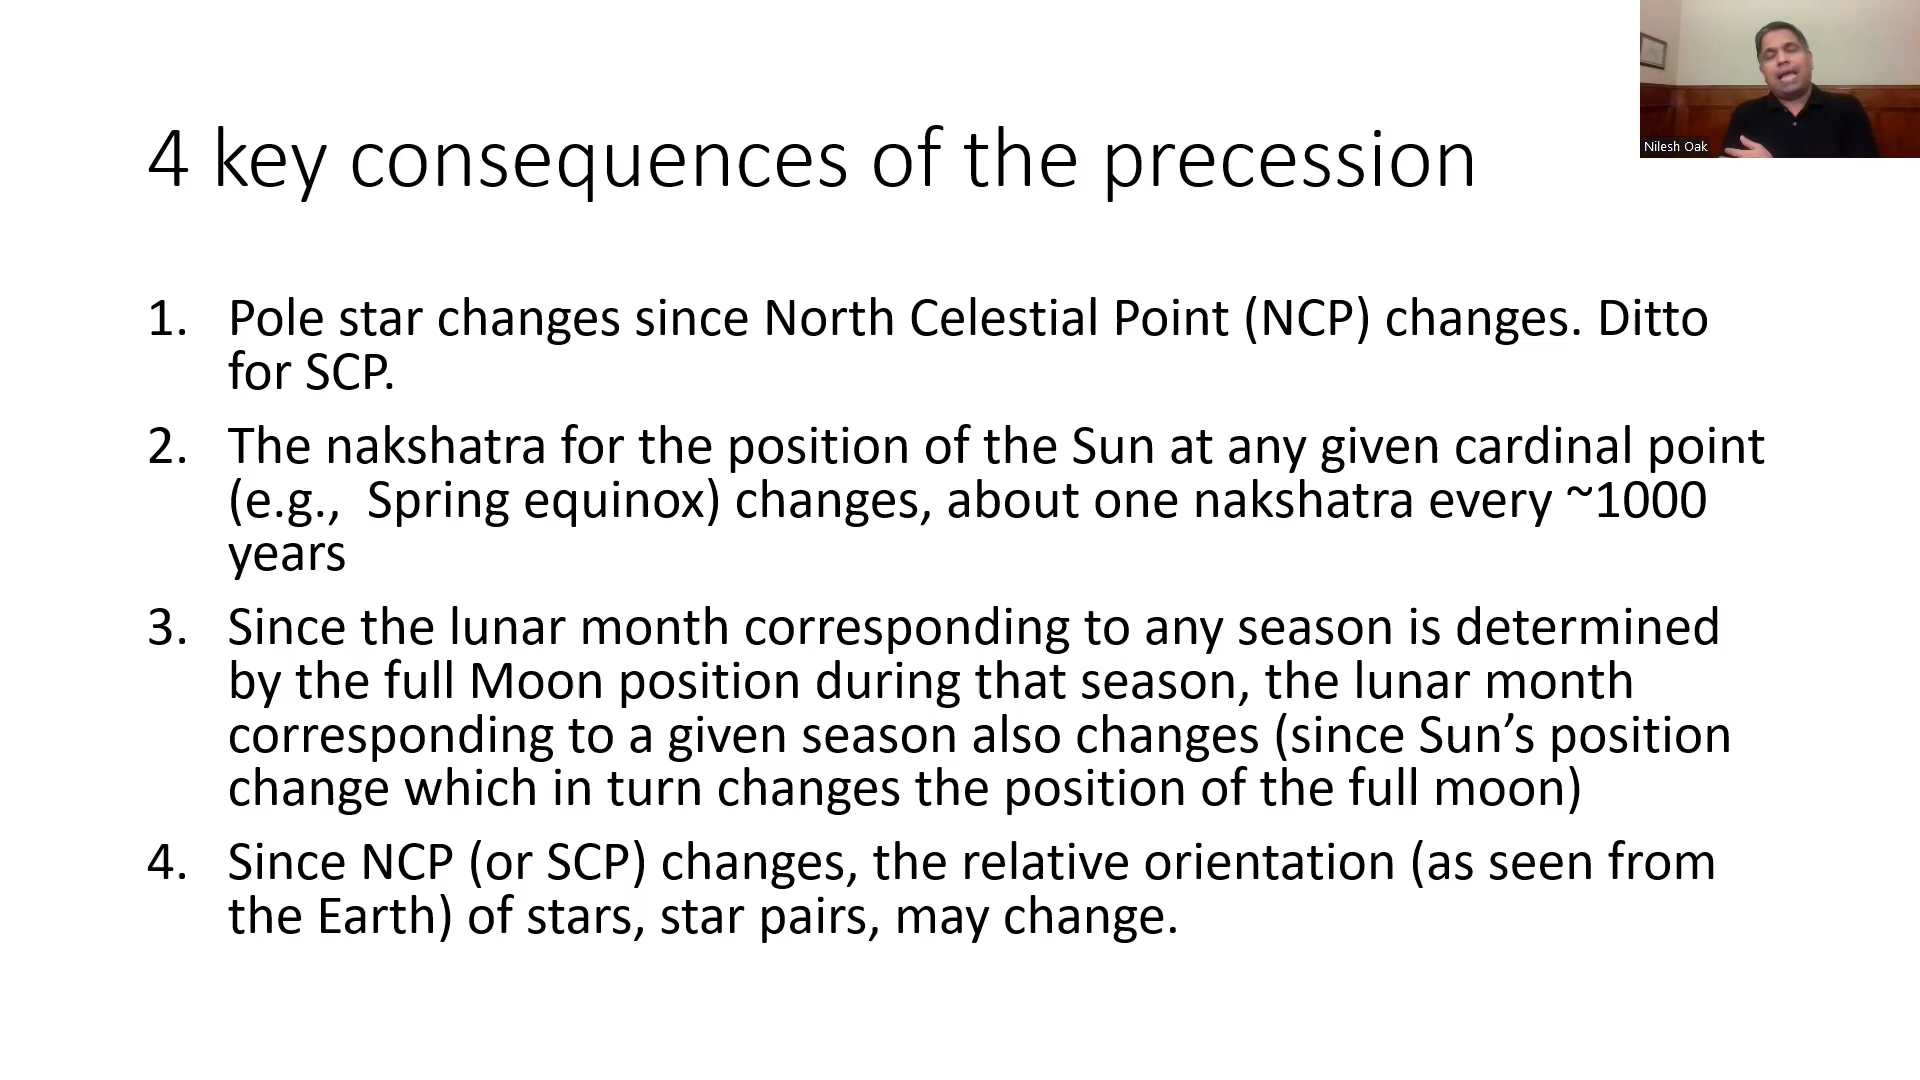 Nilesh Oak
4 key consequences of the precession
1. Pole star changes since North Celestial Point (NCP) changes. Ditto
for SCP.
2. The nakshatra for the position of the Sun at any given cardinal point
(e.g.,  Spring equinox) changes, about one nakshatra every ~1000
years
3. Since the lunar month corresponding to any season is determined
by the full Moon position during that season, the lunar month
corresponding to a given season also changes (since Sun’s position
change which in turn changes the position of the full moon)
4. Since NCP (or SCP) changes, the relative orientation (as seen from
the Earth) of stars, star pairs, may change.